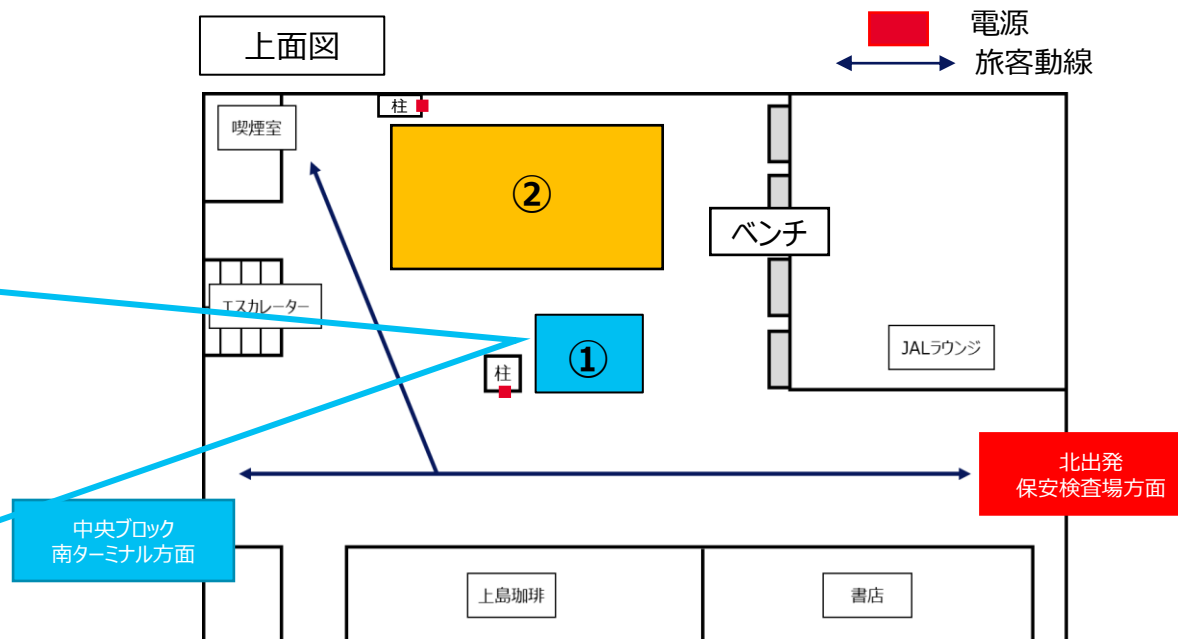 上面図
電源
旅客動線
柱
喫煙室
②
ベンチ
エスカレーター
①
JALラウンジ
柱
北出発
保安検査場方面
中央ブロック
南ターミナル方面
上島珈琲
書店